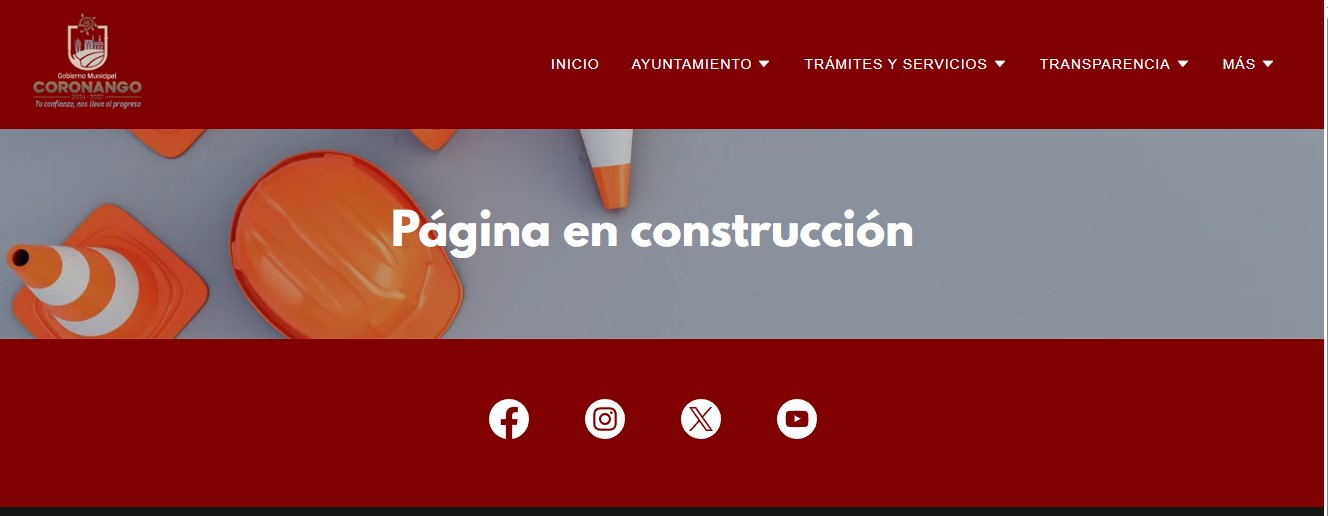 Gobierno Municipal
CORONANGO
2024 - 2027
Tu confianza, nos lleva al progreso
INICIO AYUNTAMIENTO TRÁMITES Y SERVICIOS TRANSPARENCIA MÁS
Página en construcción